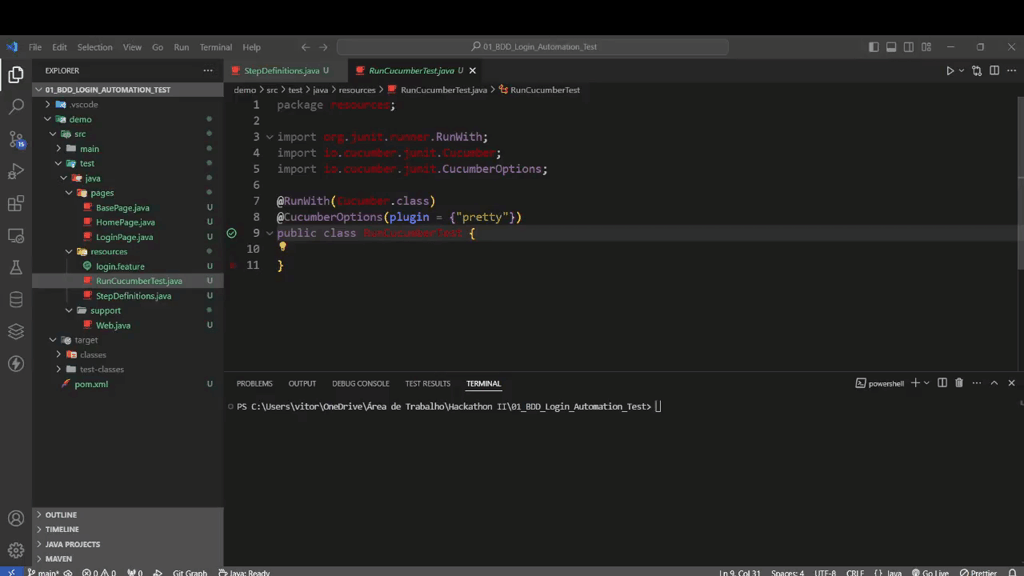 File Edit Selection View Go Run Terminal Help
01_BDD_Login_Automation_Test
EXPLORER
01_BDD_LOGIN_AUTOMATION_TEST
.vscode
demo
src
main
test
java
pages
BasePage.java U
HomePage.java U
LoginPage.java U
resources
login.feature U
RunCucumberTest.java U
StepDefinitions.java U
support
Web.java U
target
classes
test-classes
pom.xml U
OUTLINE
TIMELINE
JAVA PROJECTS
MAVEN
15
StepDefinitions.java U
RunCucumberTest.java U
demo > src > test > java > resources > RunCucumberTest.java > RunCucumberTest
1 package resources;
2
3 import org.junit.runner.RunWith;
4 import io.cucumber.junit.Cucumber;
5 import io.cucumber.junit.CucumberOptions;
6
7 @RunWith(Cucumber.class)
8 @CucumberOptions(plugin = {"pretty"})
9 public class RunCucumberTest {
10
11 }
PROBLEMS OUTPUT DEBUG CONSOLE TEST RESULTS TERMINAL
powershell
PS C:\Users\vitor\OneDrive\Área de Trabalho\Hackathon II\01_BDD_Login_Automation_Test>
main* 0 0 0 Git Graph Java: Ready Ln 9, Col 31 Spaces: 4 UTF-8 CRLF {} Java Go Live Prettier